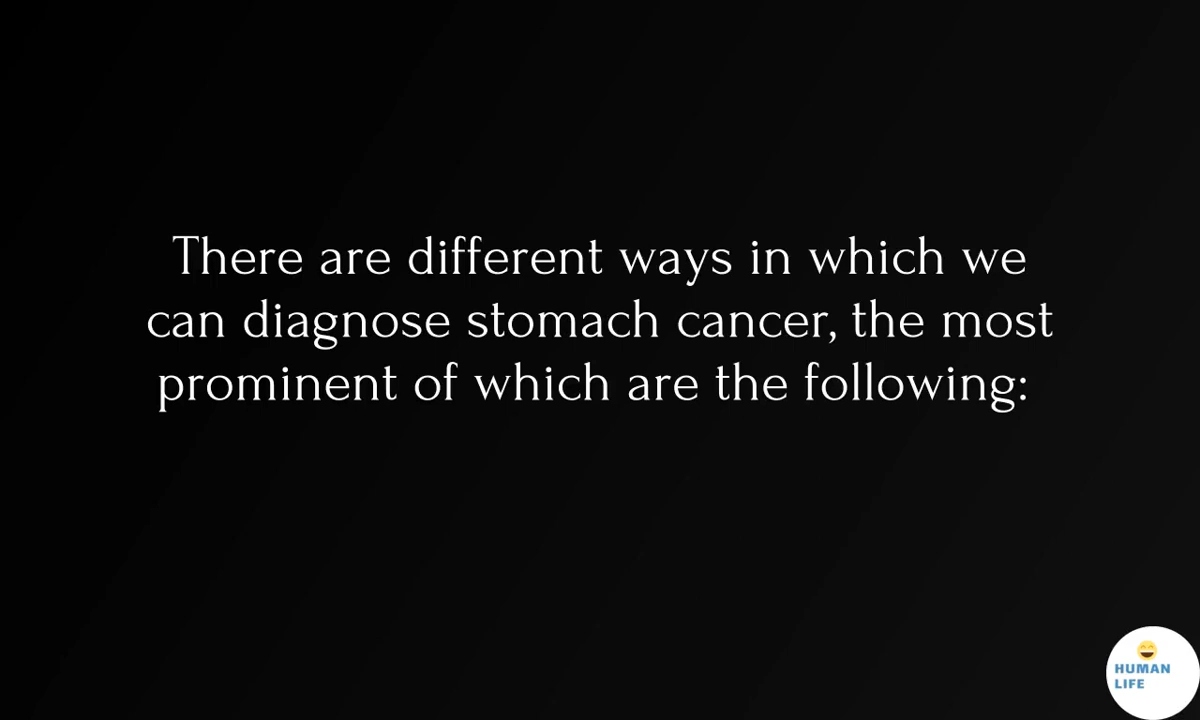 There are different ways in which we
can diagnose stomach cancer, the most
prominent of which are the following:
HUMAN
LIFE